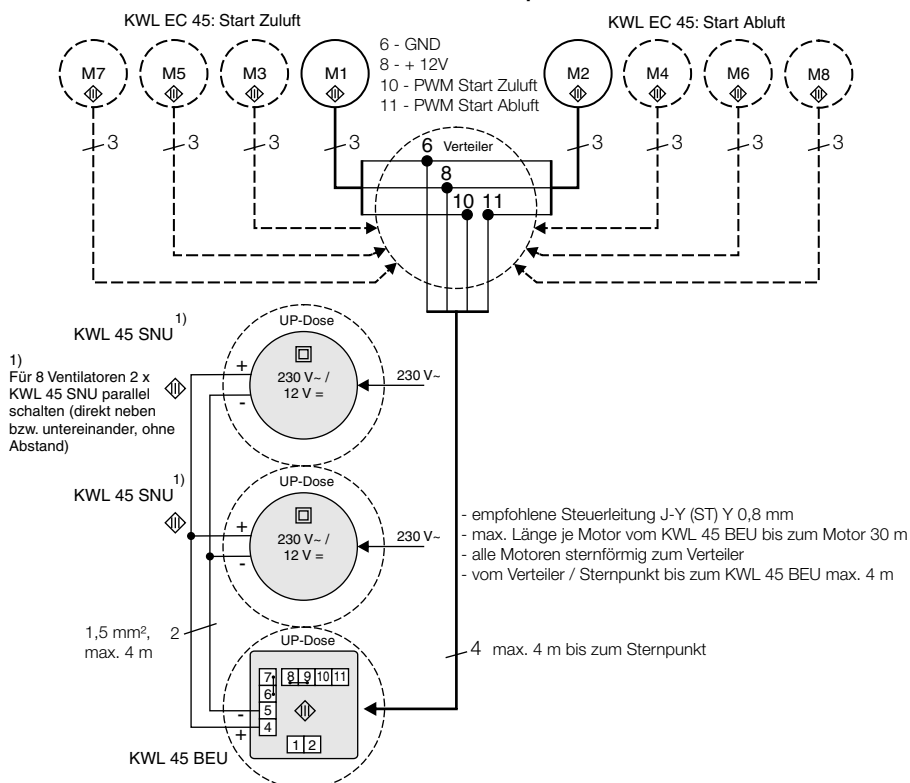 KWL EC 45: Start Zuluft
KWL EC 45: Start Abluft
M7
M5
M3
M1
M2
M4
M6
M8
6 - GND
8 - + 12V
10 - PWM Start Zuluft
11 - PWM Start Abluft
3
3
3
3
3
3
3
3
6
Verteiler
8
10
11
KWL 45 SNU 1)
UP-Dose
1)
Für 8 Ventilatoren 2 x
KWL 45 SNU parallel
schalten (direkt neben
bzw. untereinander, ohne
Abstand)
+
-
230 V~ /
12 V =
230 V~
KWL 45 SNU 1)
UP-Dose
+
-
230 V~ /
12 V =
230 V~
- empfohlene Steuerleitung J-Y (ST) Y 0,8 mm
- max. Länge je Motor vom KWL 45 BEU bis zum Motor 30 m
- alle Motoren sternförmig zum Verteiler
- vom Verteiler / Sternpunkt bis zum KWL 45 BEU max. 4 m
1,5 mm²,
max. 4 m
2
UP-Dose
4
max. 4 m bis zum Sternpunkt
7
8
9
10
11
6
5
4
-
+
1
2
KWL 45 BEU